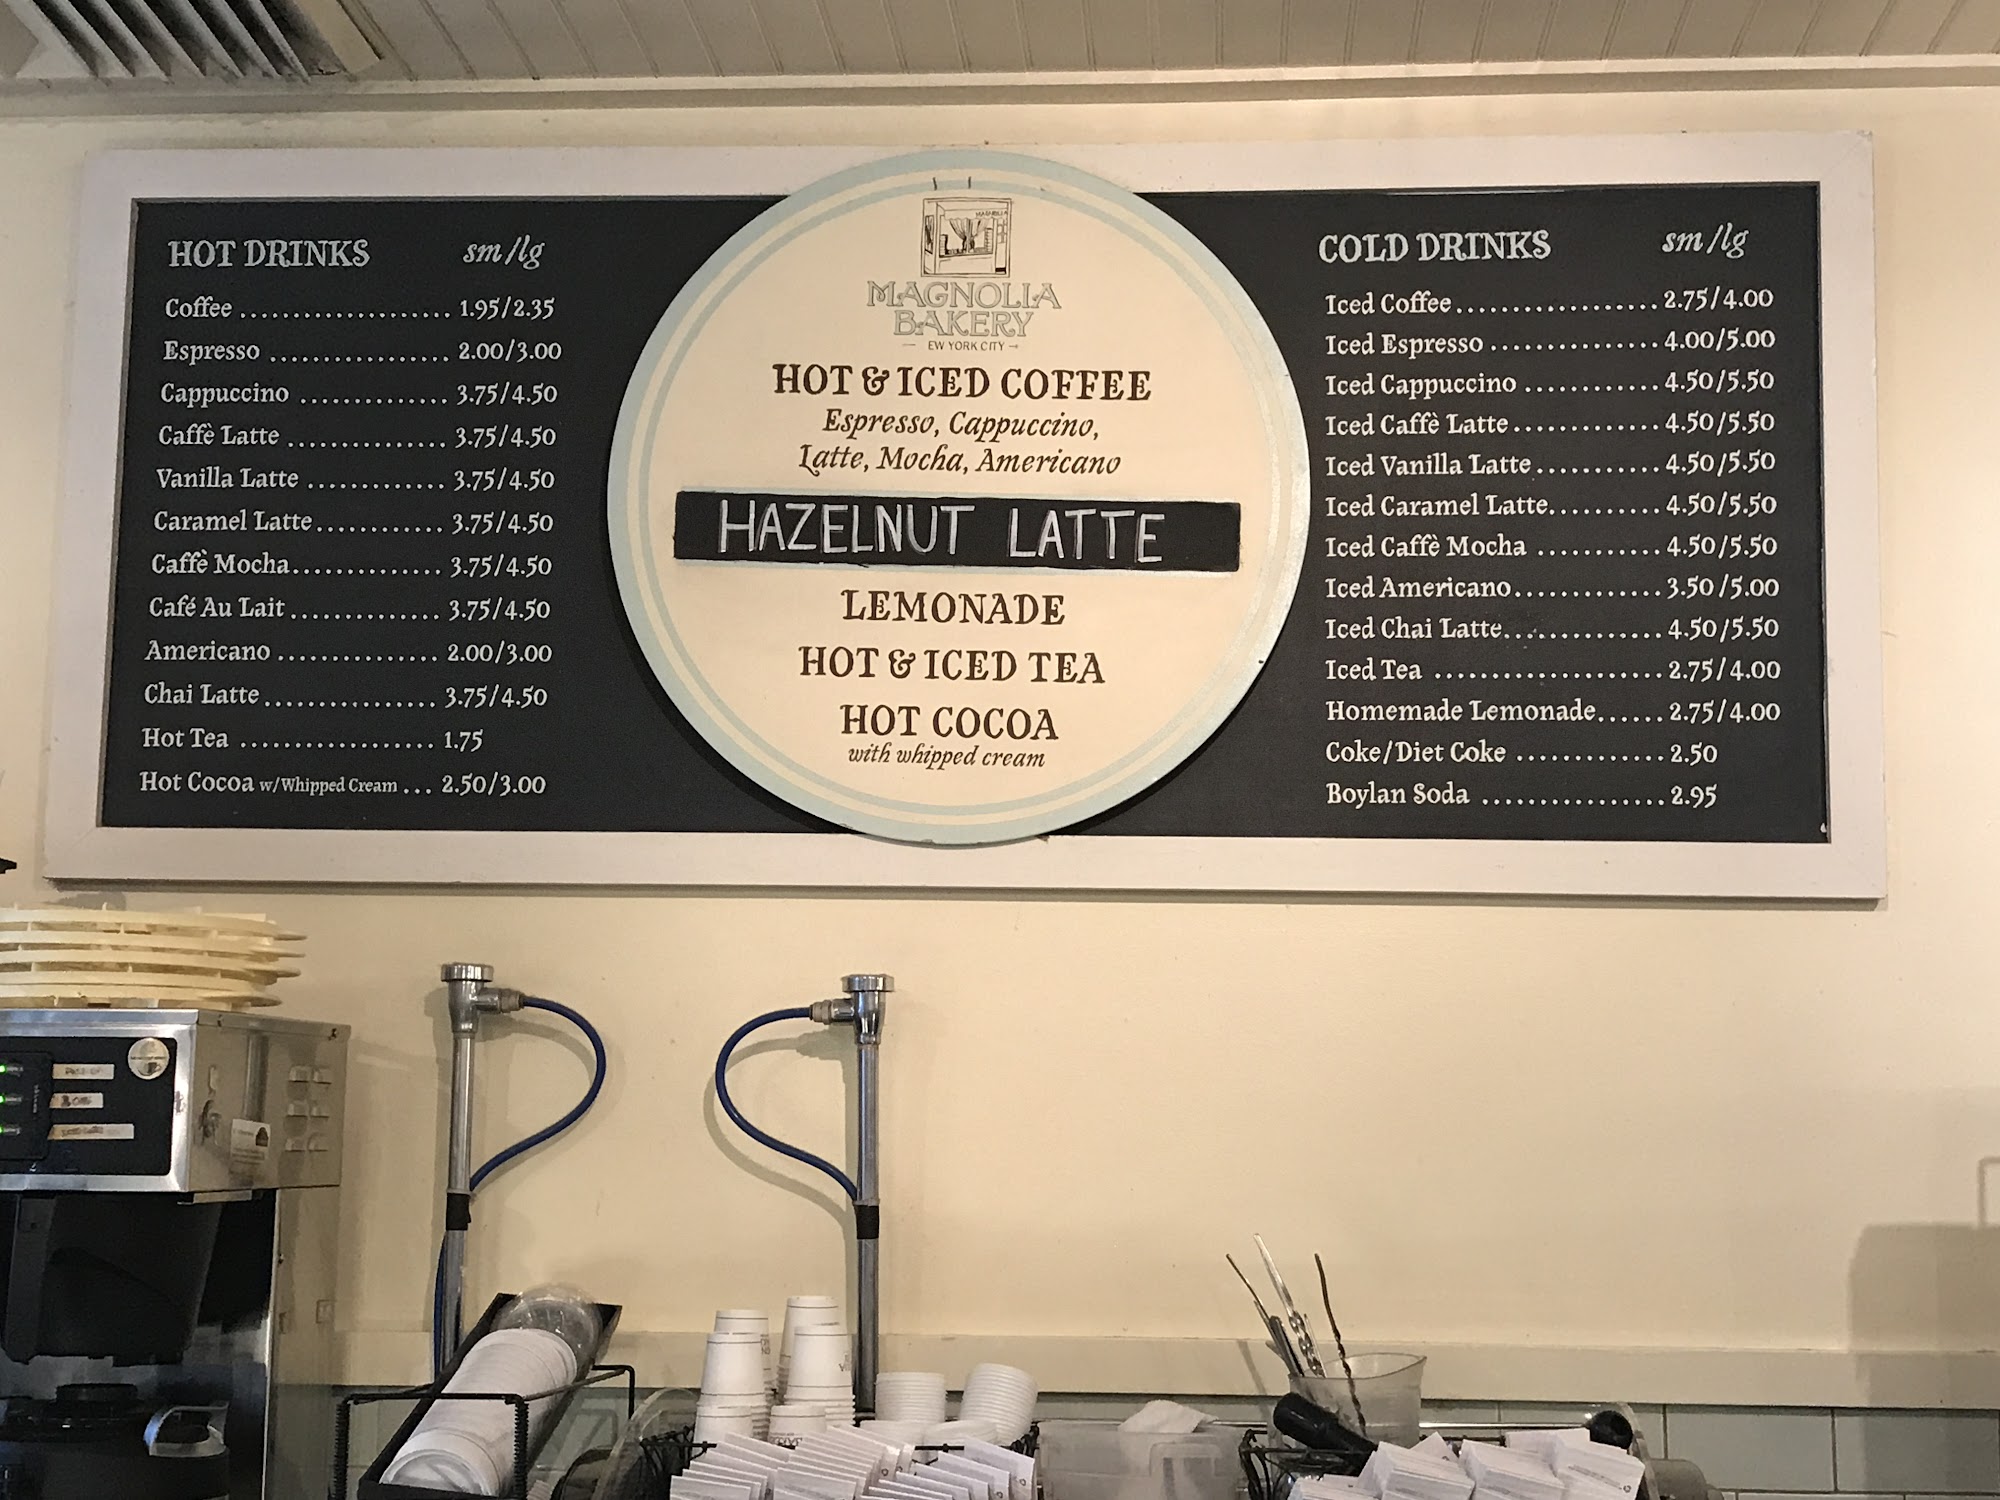 HOT DRINKS sm/lg
Coffee .................... 1.95/2.35
Espresso .................. 2.00/3.00
Cappuccino ............... 3.75/4.50
Caffè Latte ................ 3.75/4.50
Vanilla Latte .............. 3.75/4.50
Caramel Latte............. 3.75/4.50
Caffè Mocha............... 3.75/4.50
Café Au Lait ............... 3.75/4.50
Americano ................ 2.00/3.00
Chai Latte ................. 3.75/4.50
Hot Tea .................. 1.75
Hot Cocoa w/Whipped Cream ... 2.50/3.00
MAGNOLIA
MAGNOLIA
BAKERY
EW YORK CITY
HOT & ICED COFFEE
Espresso, Cappuccino,
Latte, Mocha, Americano
HAZELNUT LATTE
LEMONADE
HOT & ICED TEA
HOT COCOA
with whipped cream
COLD DRINKS sm/lg
Iced Coffee .................. 2.75/4.00
Iced Espresso ............... 4.00/5.00
Iced Cappuccino ............ 4.50/5.50
Iced Caffè Latte ............. 4.50/5.50
Iced Vanilla Latte ........... 4.50/5.50
Iced Caramel Latte.......... 4.50/5.50
Iced Caffè Mocha ........... 4.50/5.50
Iced Americano............. 3.50/5.00
Iced Chai Latte.............. 4.50/5.50
Iced Tea .................... 2.75/4.00
Homemade Lemonade...... 2.75/4.00
Coke/Diet Coke ............. 2.50
Boylan Soda ................ 2.95